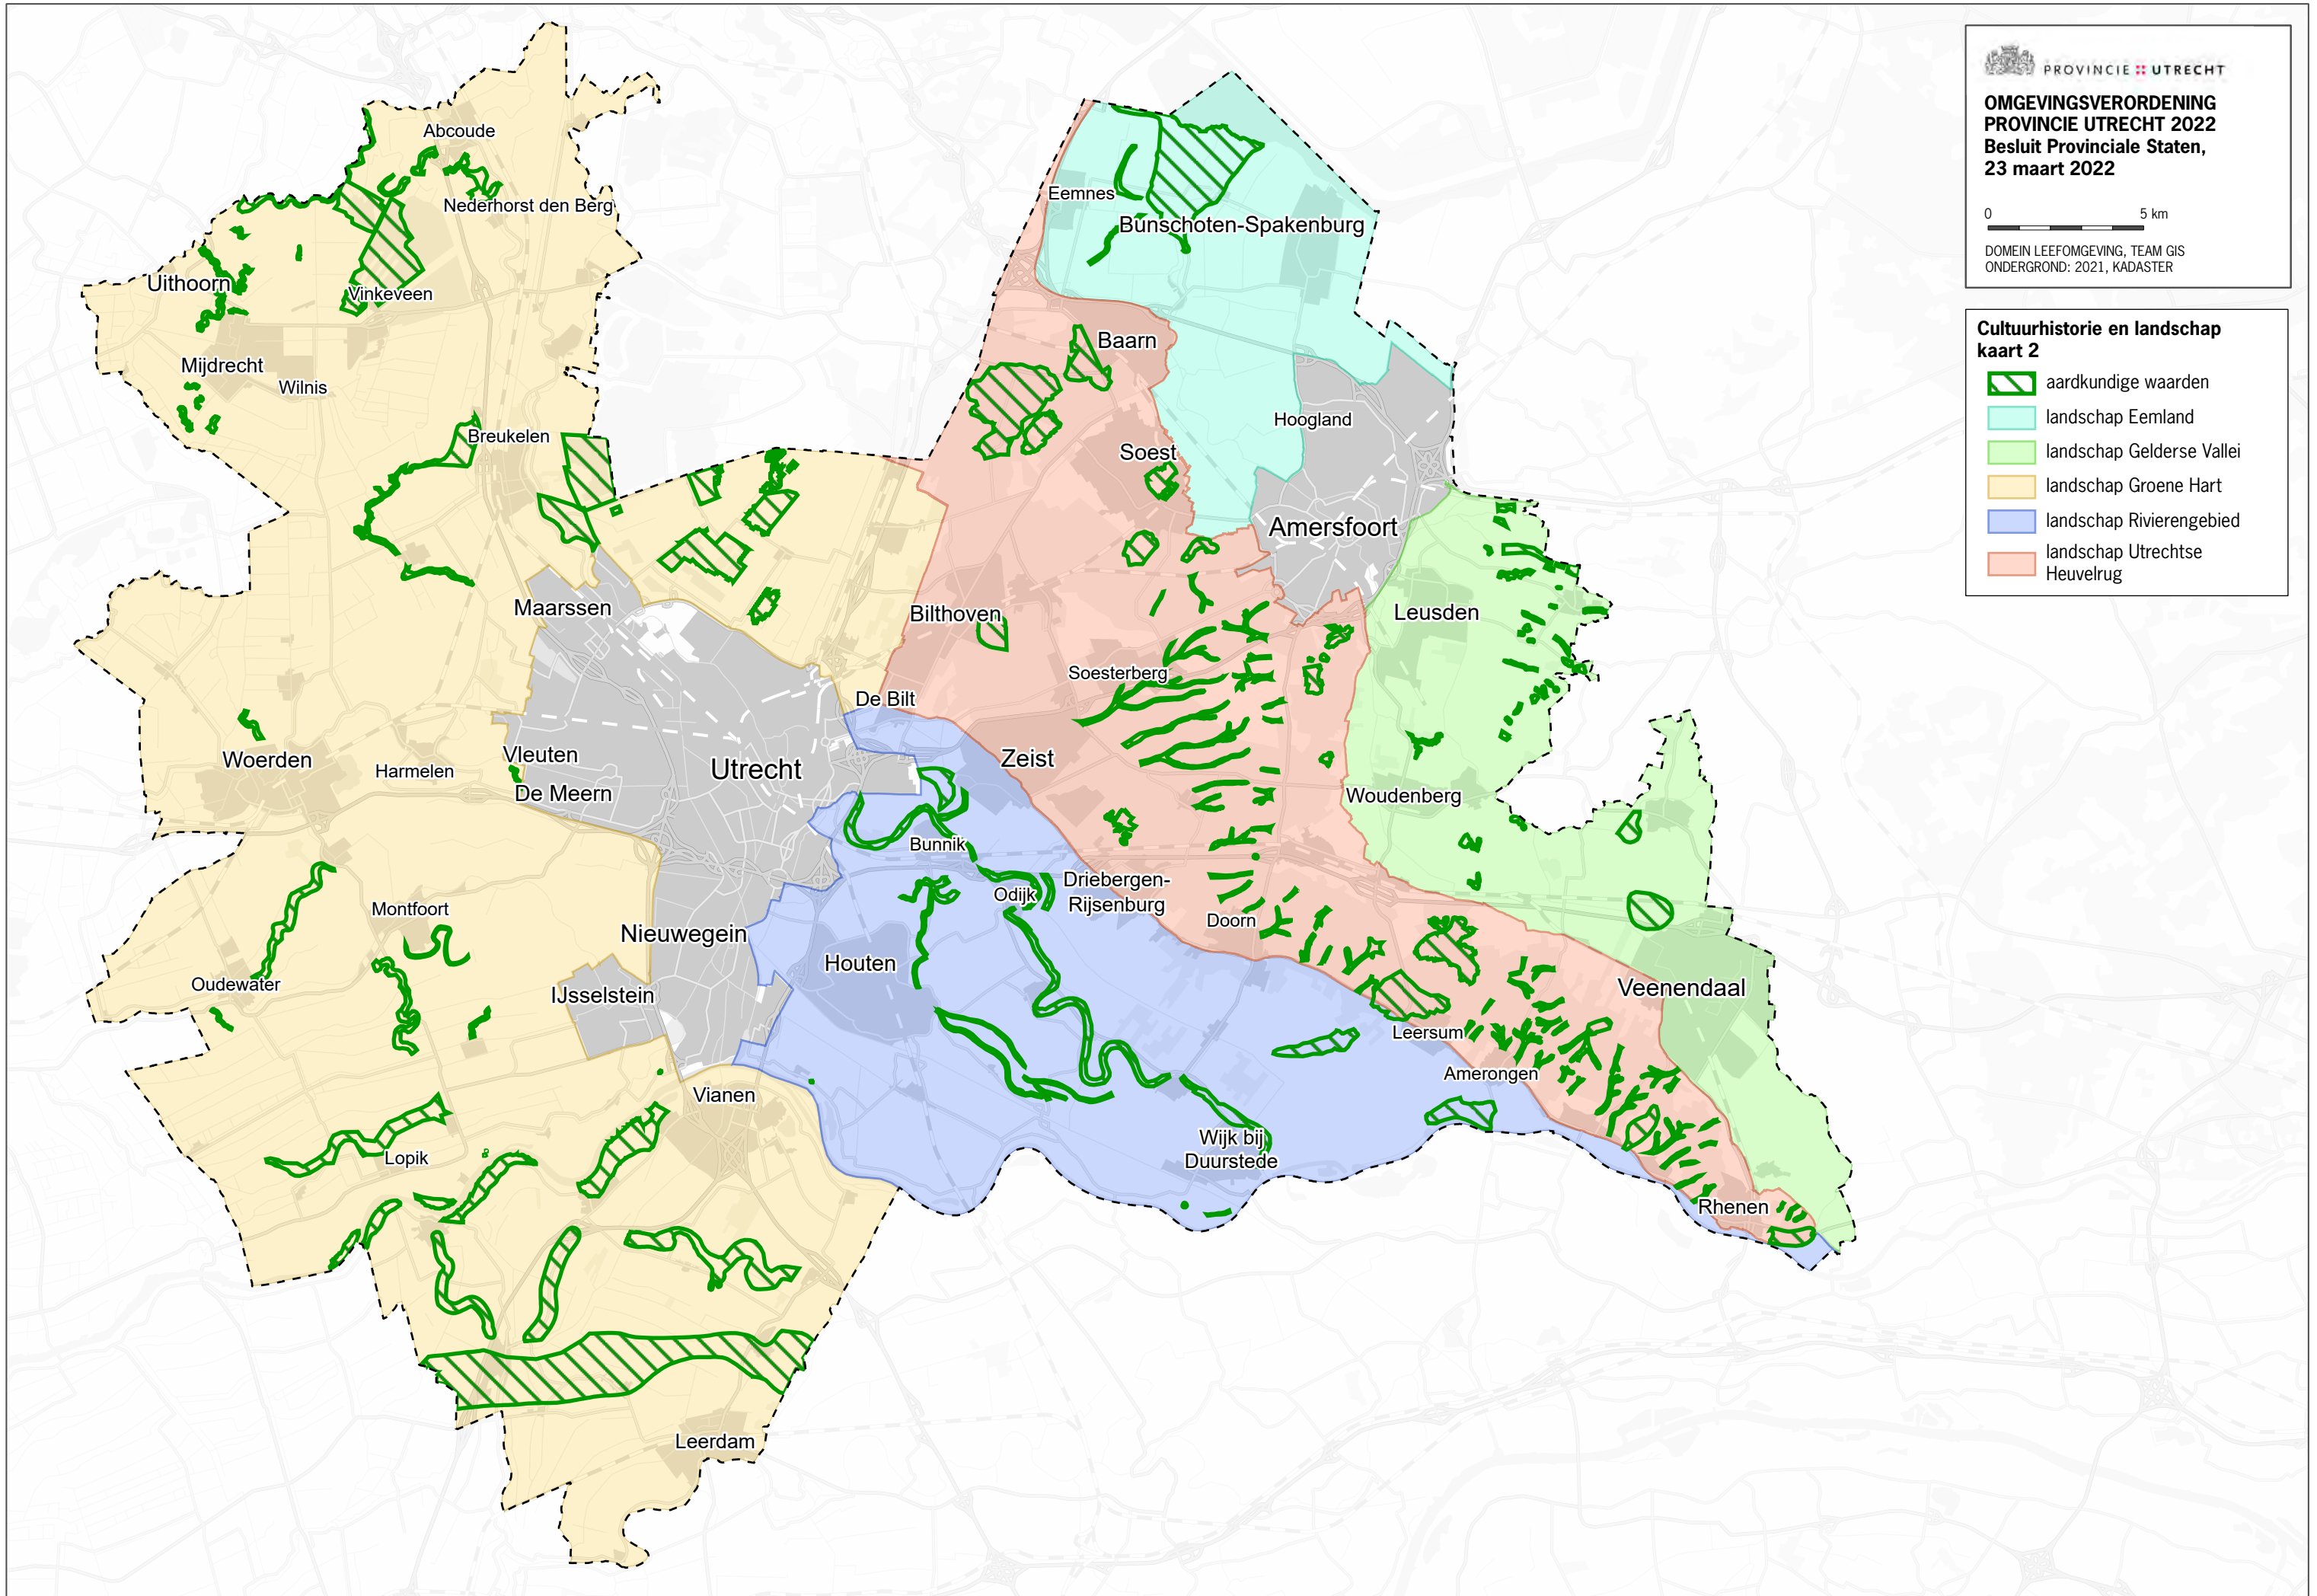 PROVINCIE UTRECHT
OMGEVINGSVERORDENING
PROVINCIE UTRECHT 2022
Besluit Provinciale Staten,
23 maart 2022
0 5 km
DOMEIN LEEFOMGEVING, TEAM GIS
ONDERGROND: 2021, KADASTER
Cultuurhistorie en landschap
kaart 2
aardkundige waarden
landschap Eemland
landschap Gelderse Vallei
landschap Groene Hart
landschap Rivierengebied
landschap Utrechtse
Heuvelrug
Abcoude
Nederhorst den Berg
Eemnes
Bunschoten-Spakenburg
Uithoorn
Vinkeveen
Baarn
Mijdrecht
Wilnis
Hoogland
Breukelen
Soest
Amersfoort
Maarssen
Bilthoven
Leusden
Soesterberg
De Bilt
Vleuten
Woerden
Harmelen
Utrecht
Zeist
De Meern
Woudenberg
Bunnik
Driebergen-
Rijsenburg
Odijk
Montfoort
Doorn
Nieuwegein
Houten
Oudewater
IJsselstein
Veenendaal
Leersum
Amerongen
Vianen
Wijk bij
Duurstede
Lopik
Rhenen
Leerdam